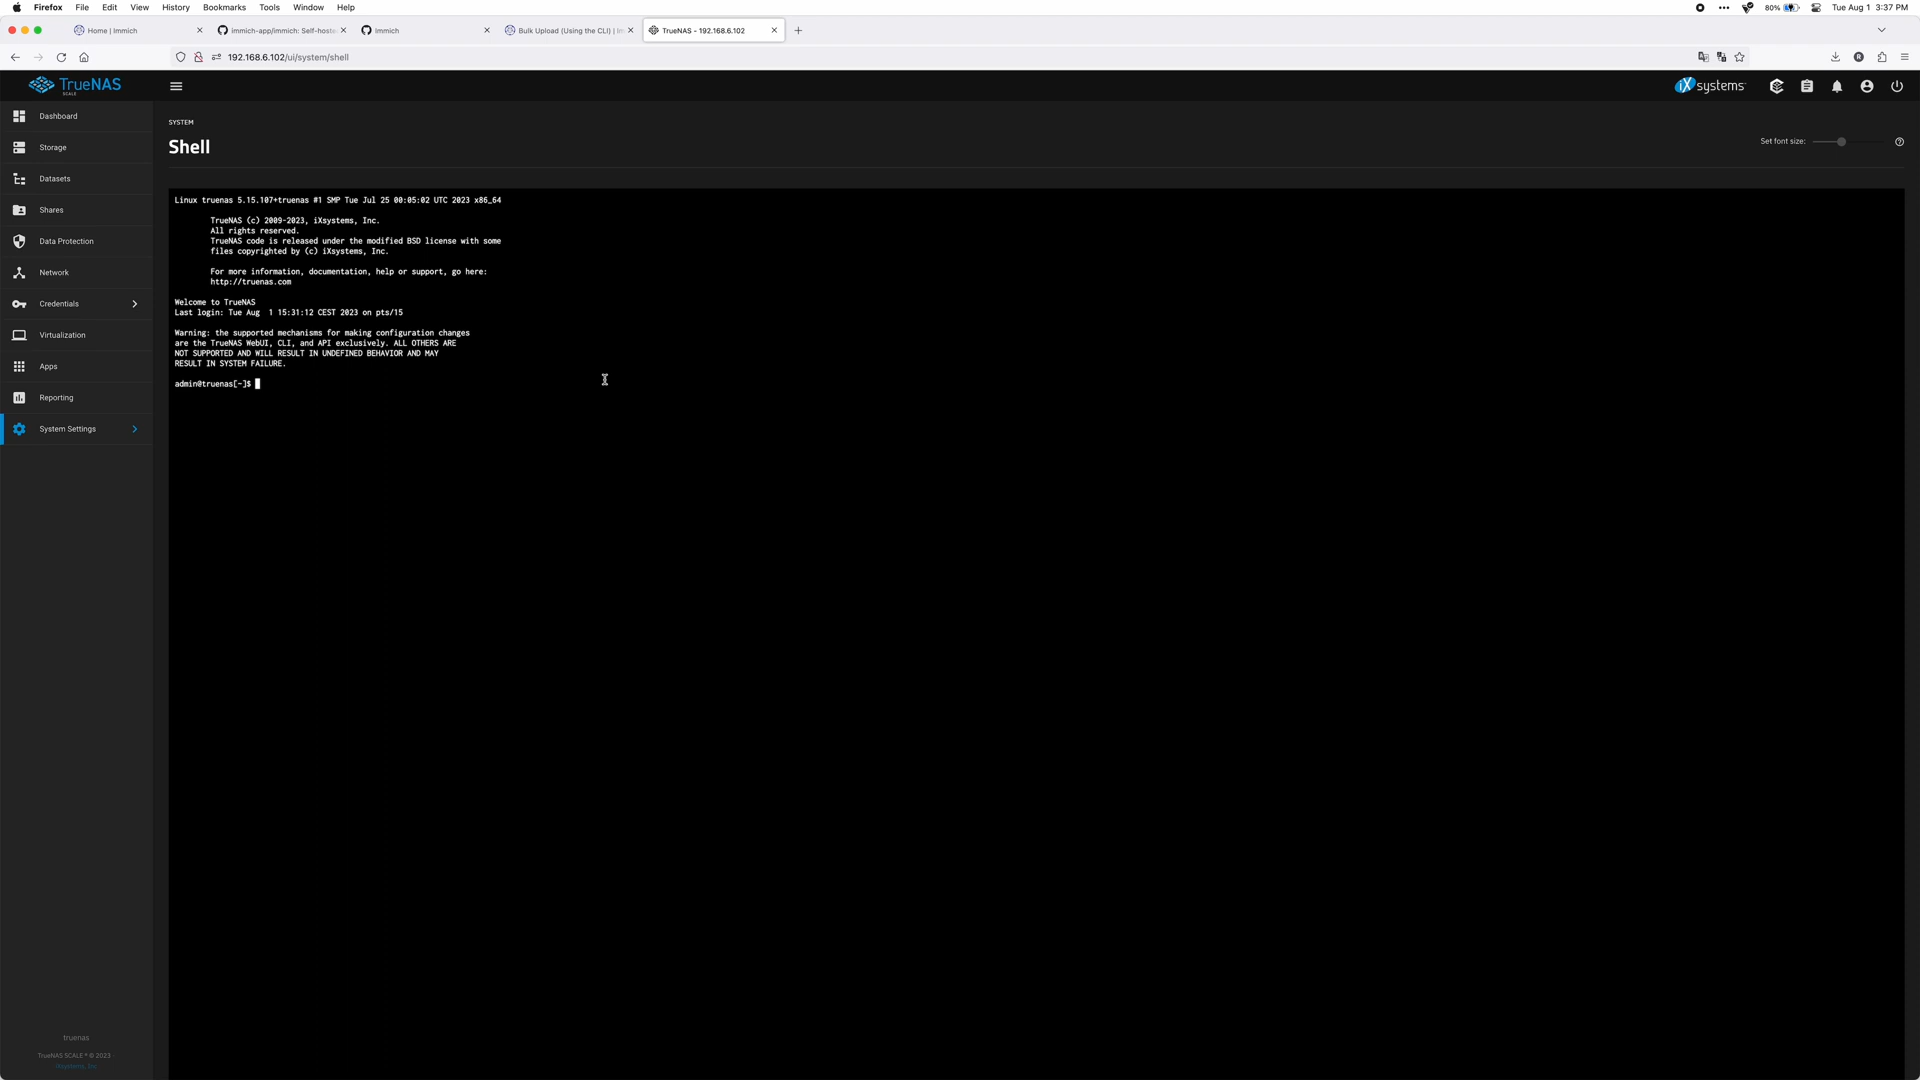 Firefox File Edit View History Bookmarks Tools Window Help 80% Tue Aug 1 3:37 PM
Home | Immich immich-app/immich: Self-hoste immich Bulk Upload (Using the CLI) | Im TrueNAS - 192.168.6.102
192.168.6.102/ui/system/shell
TrueNAS SCALE iXsystems
Dashboard
Storage
Datasets
Shares
Data Protection
Network
Credentials
Virtualization
Apps
Reporting
System Settings
truenas
TrueNAS SCALE ® © 2023
iXsystems, Inc.
SYSTEM
Shell
Set font size:
Linux truenas 5.15.107+truenas #1 SMP Tue Jul 25 00:05:02 UTC 2023 x86_64
TrueNAS (c) 2009-2023, iXsystems, Inc.
All rights reserved.
TrueNAS code is released under the modified BSD license with some
files copyrighted by (c) iXsystems, Inc.
For more information, documentation, help or support, go here:
http://truenas.com
Welcome to TrueNAS
Last login: Tue Aug  1 15:31:12 CEST 2023 on pts/15
Warning: the supported mechanisms for making configuration changes
are the TrueNAS WebUI, CLI, and API exclusively. ALL OTHERS ARE
NOT SUPPORTED AND WILL RESULT IN UNDEFINED BEHAVIOR AND MAY
RESULT IN SYSTEM FAILURE.
admin@truenas[~]$